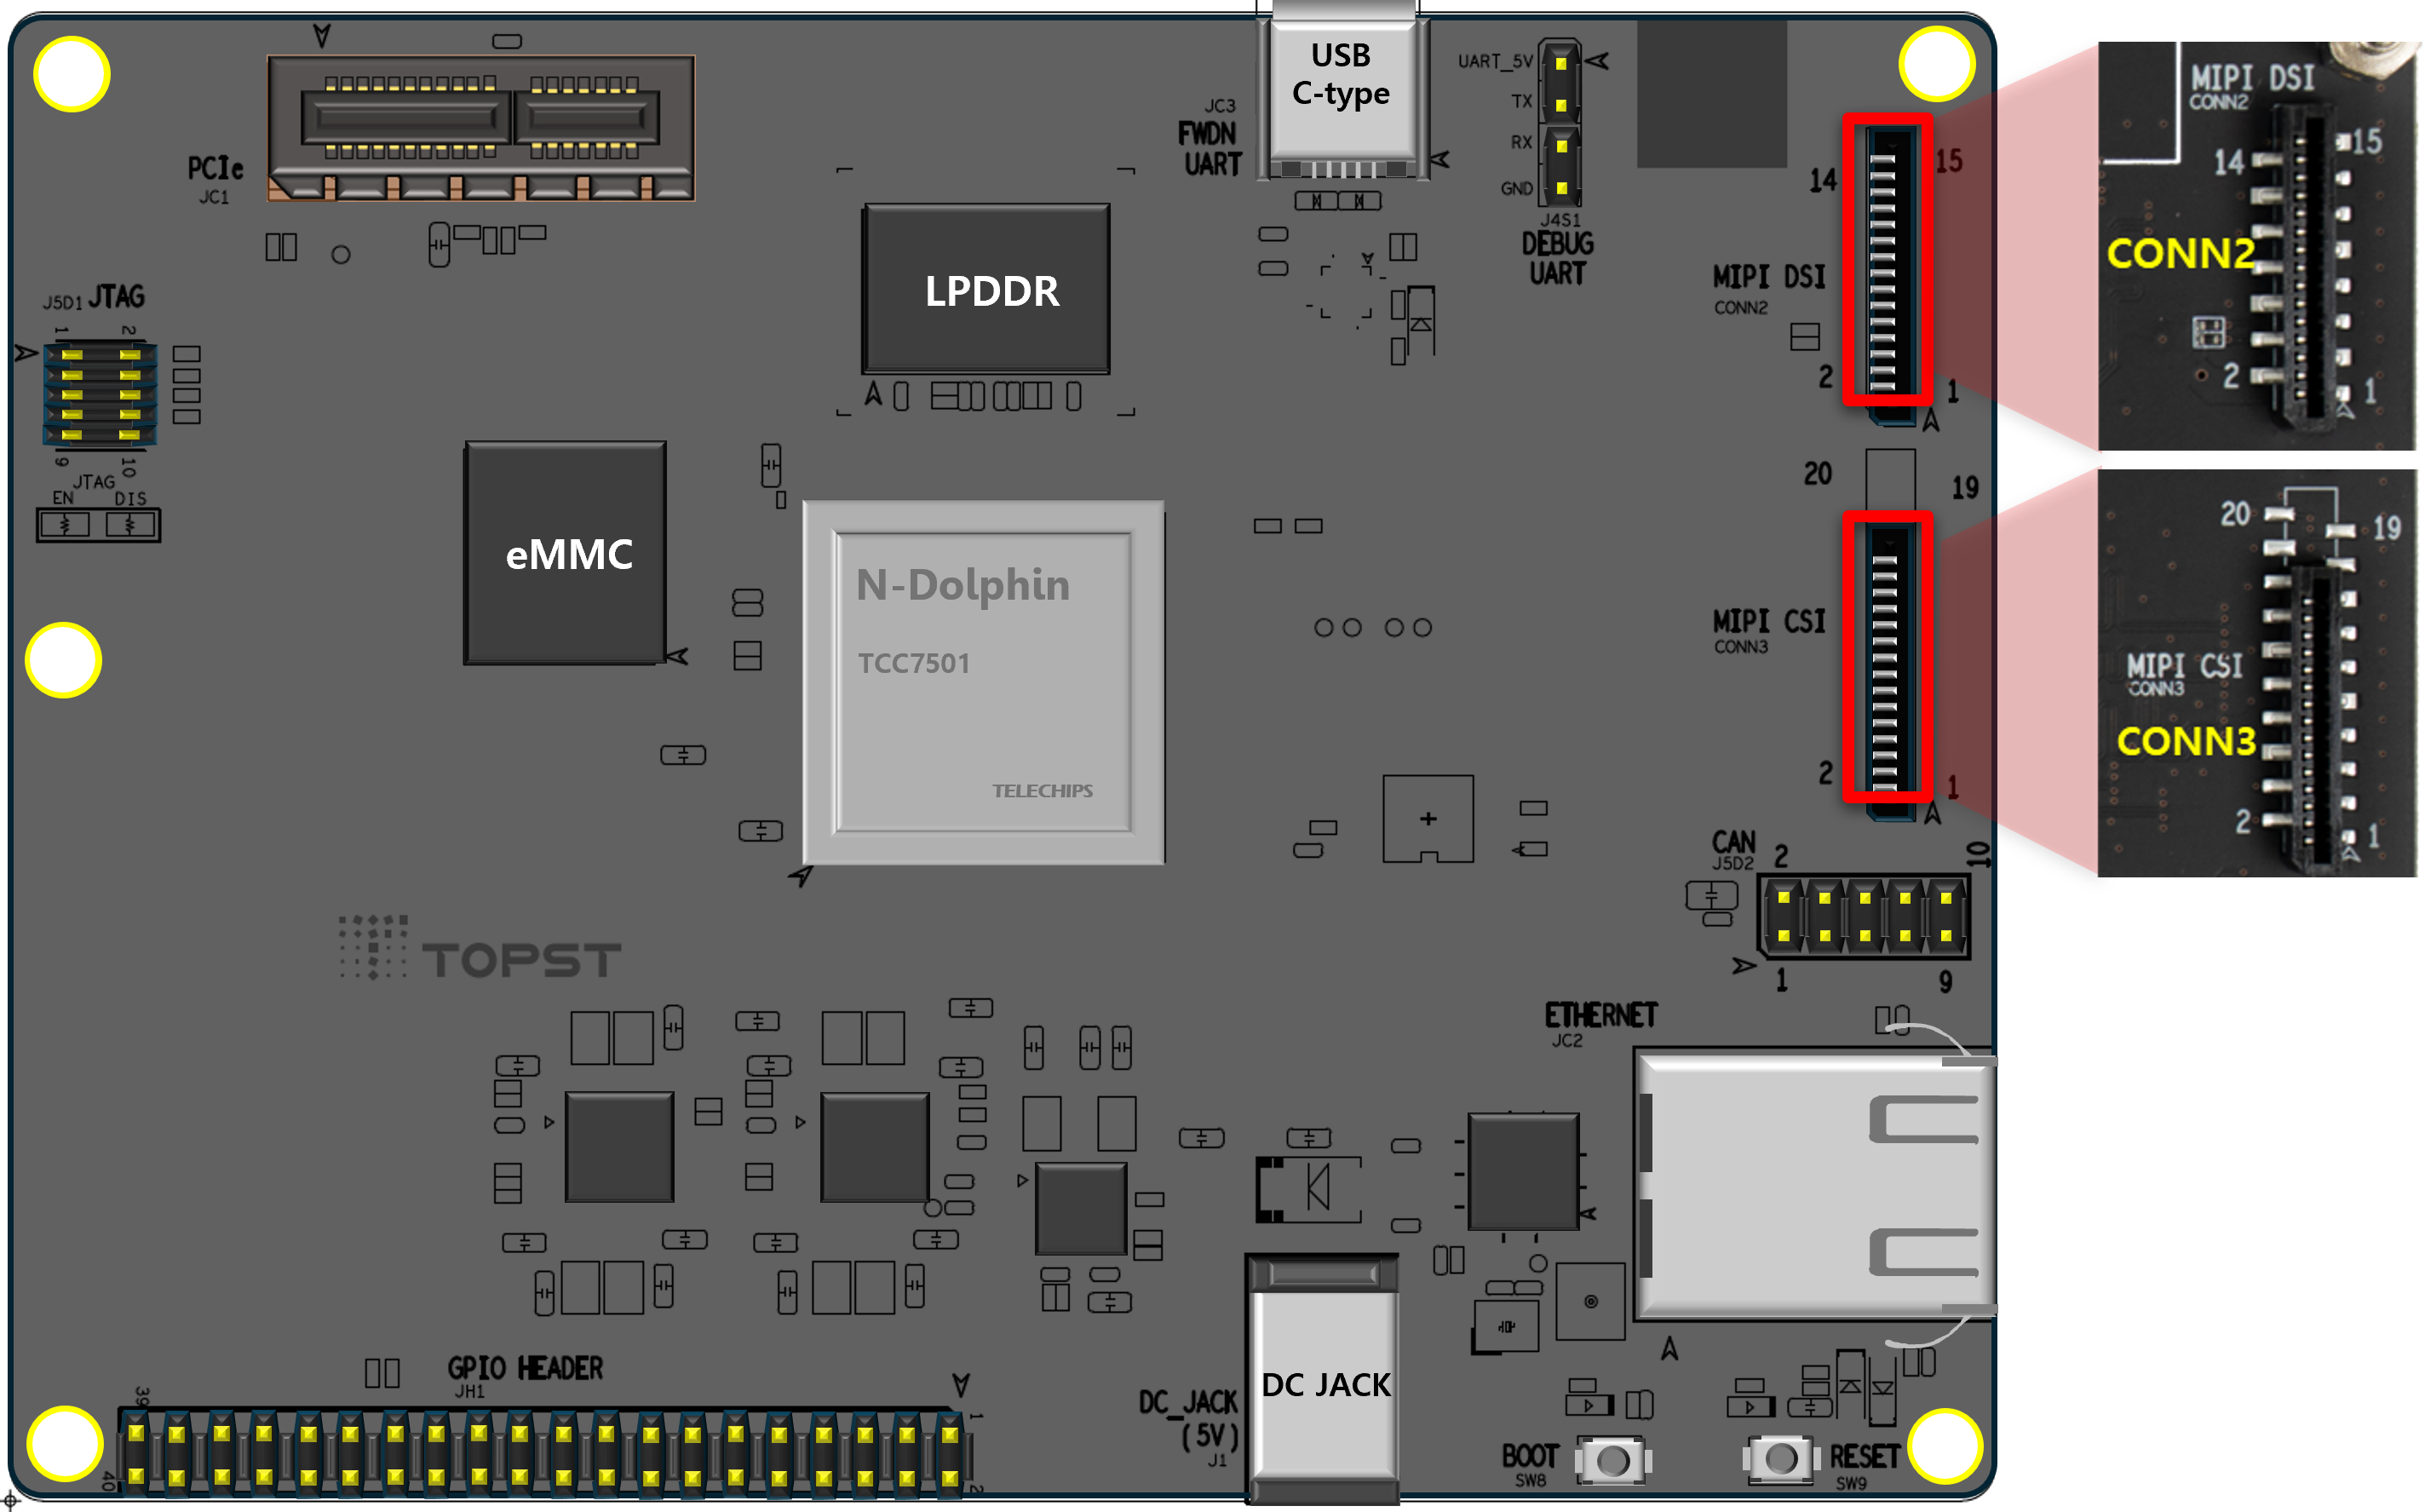 USB
C-type
JC3
FWDN
UART
UART_5V
TX
RX
GND
J4S1
DEBUG
UART
PCIe
JC1
LPDDR
J5D1 JTAG
1 2
9 10
JTAG
EN DIS
eMMC
N-Dolphin
TCC7501
TELECHIPS
14 15
MIPI DSI
CONN2
2 1
20 19
MIPI CSI
CONN3
2 1
MIPI DSI
CONN2
14 15
CONN2
2 1
20 19
MIPI CSI
CONN3
CONN3
2 1
CAN
J5D2
2 10
1 9
TOPST
ETHERNET
JC2
GPIO HEADER
JH1
39 1
40 2
DC_JACK
(5V)
J1
DC JACK
BOOT
SW8
RESET
SW9